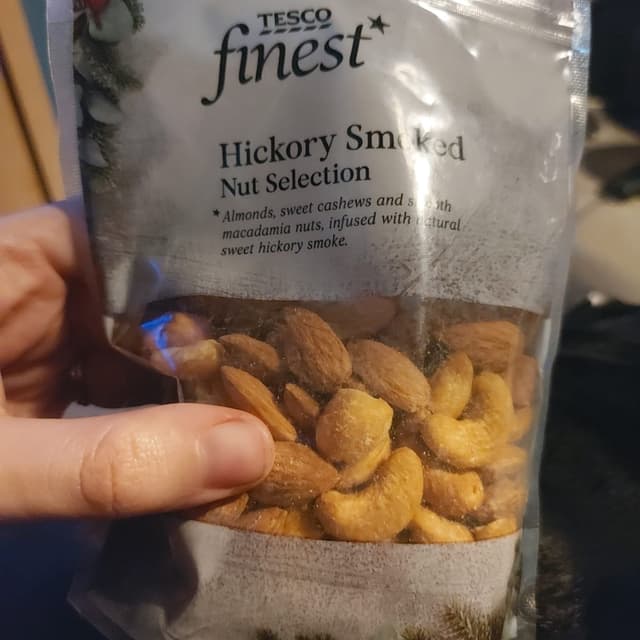 TESCO
finest*
Hickory Smoked
Nut Selection
* Almonds, sweet cashews and smooth
macadamia nuts, infused with natural
sweet hickory smoke.